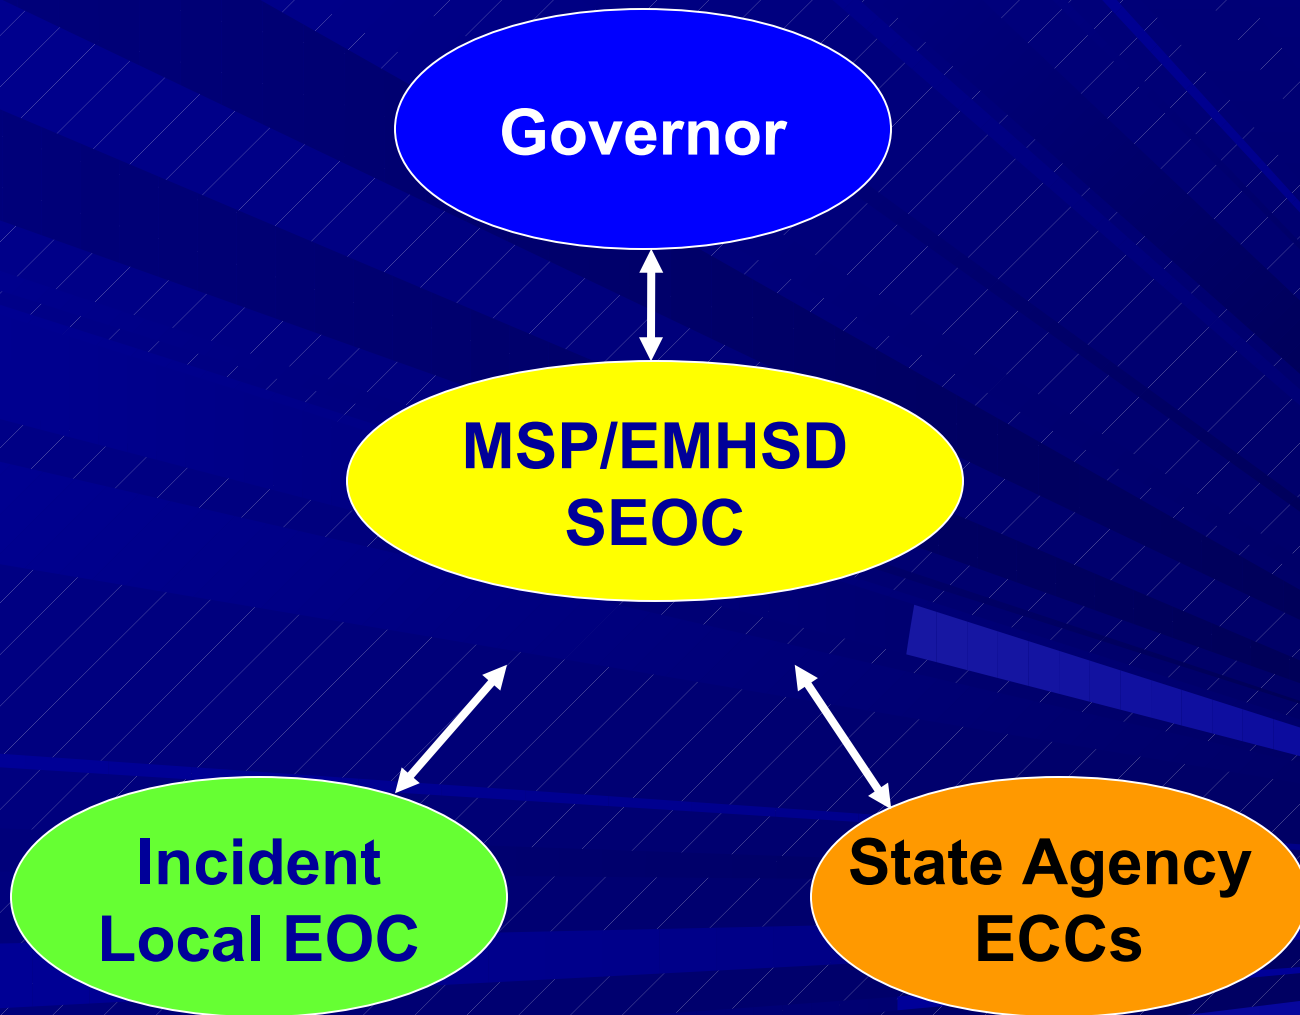 Governor
MSP/EMHSD
SEOC
Incident
Local EOC
State Agency
ECCs